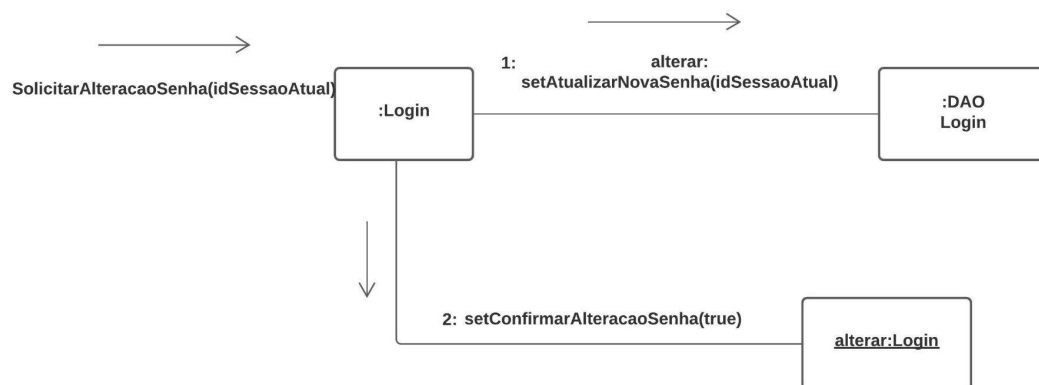 SolicitarAlteracaoSenha(idSessaoAtual)
:Login
1: alterar:
setAtualizarNovaSenha(idSessaoAtual)
:DAO
Login
2: setConfirmarAlteracaoSenha(true)
alterar:Login